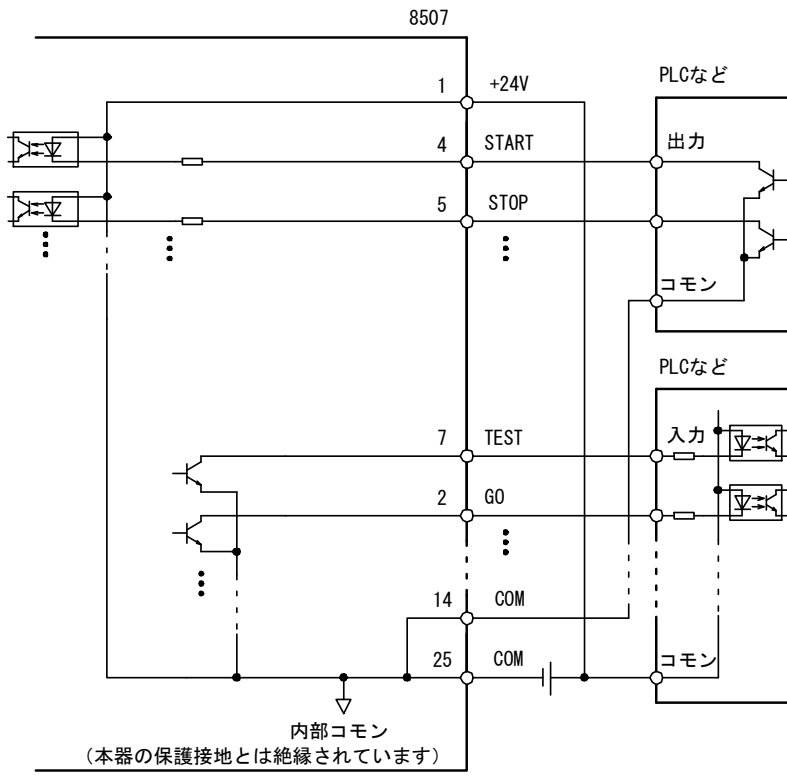 8507
1 +24V
PLCなど
4 START 出力
5 STOP
コモン
PLCなど
7 TEST 入力
2 GO
14 COM
25 COM コモン
内部コモン
(本器の保護接地とは絶縁されています)